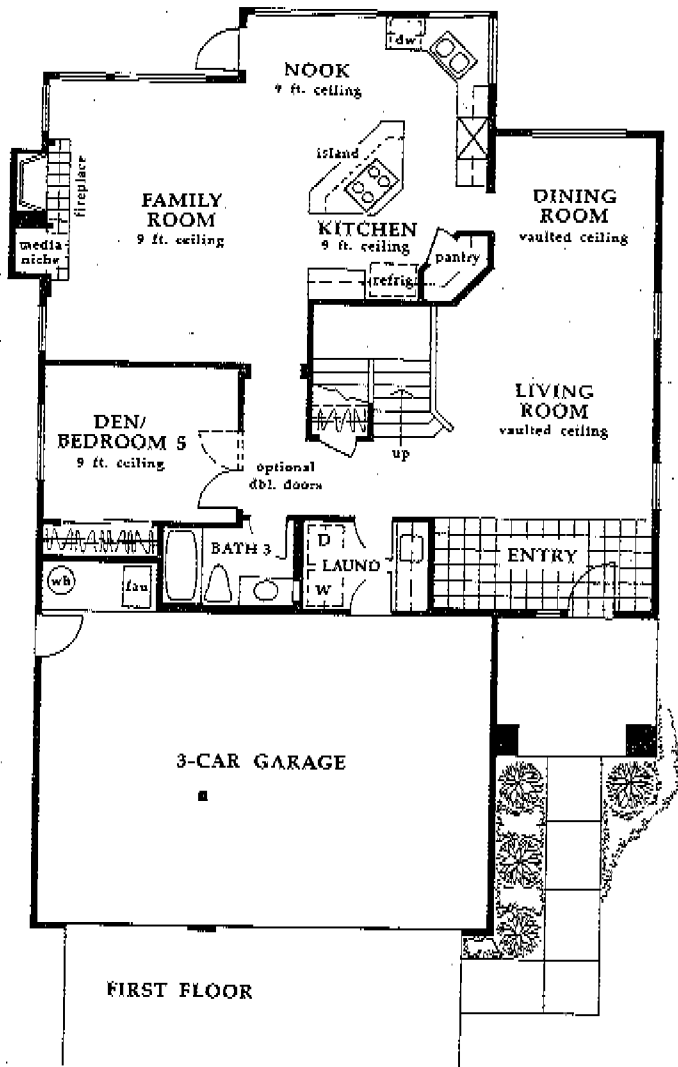 dw
NOOK
9 ft. ceiling
island
fireplace
FAMILY
ROOM
9 ft. ceiling
DINING
ROOM
vaulted ceiling
KITCHEN
9 ft. ceiling
media
niche
pantry
refrig
LIVING
ROOM
vaulted ceiling
DEN/
BEDROOM 5
9 ft. ceiling
up
optional
dbl. doors
BATH 3
D
LAUND
W
ENTRY
wh
fau
3-CAR GARAGE
FIRST FLOOR